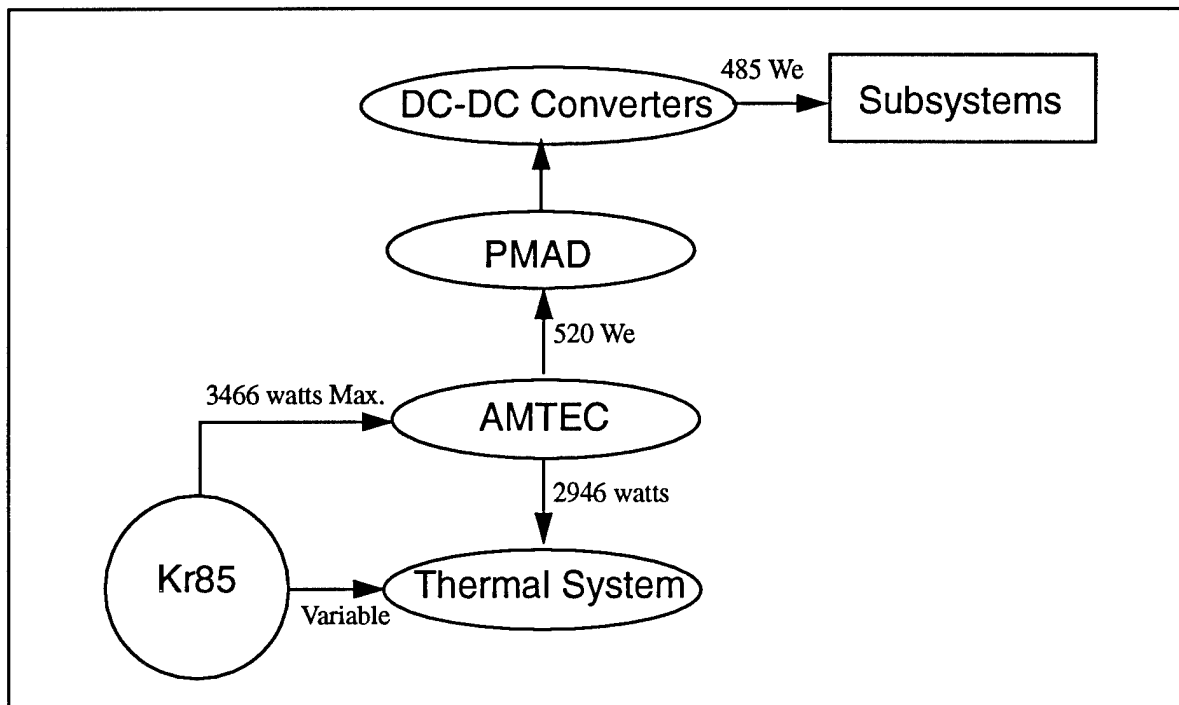 485 We
DC-DC Converters
Subsystems
PMAD
520 We
3466 watts Max.
AMTEC
2946 watts
Kr85
Thermal System
Variable